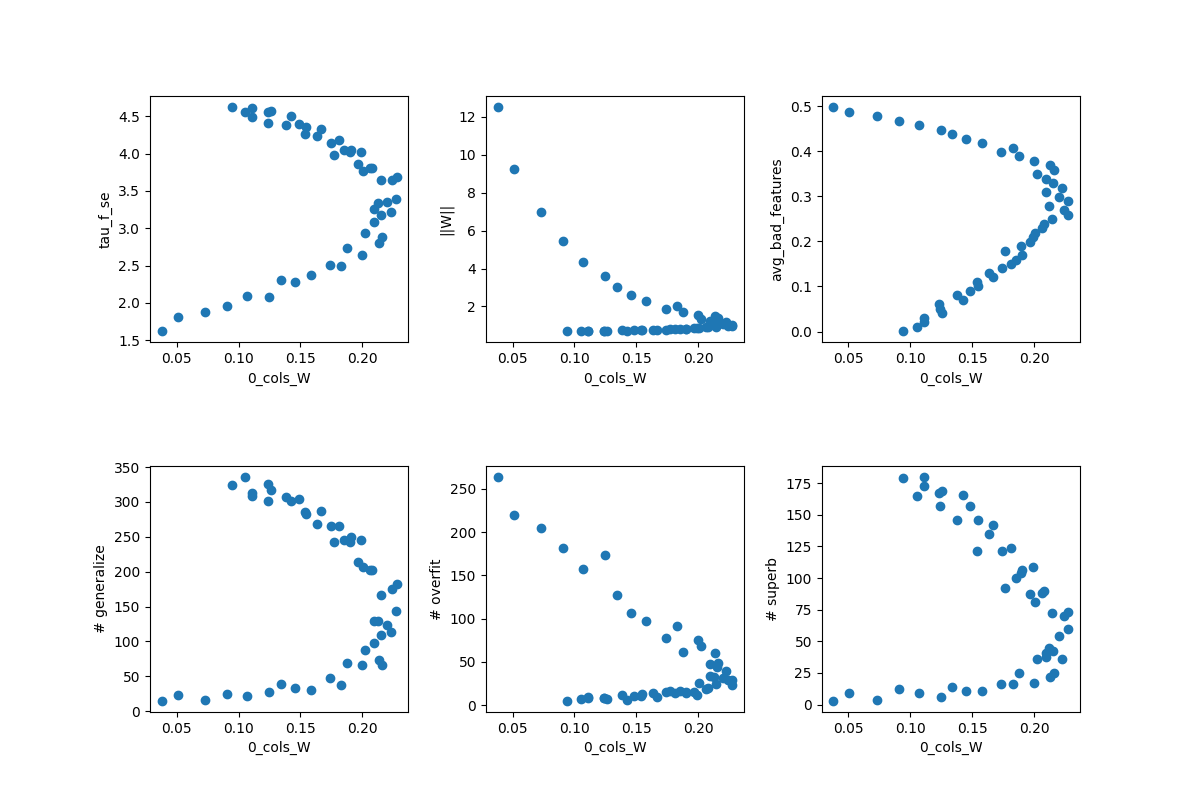 tau_f_se
4.5
4.0
3.5
3.0
2.5
2.0
1.5
0.05 0.10 0.15 0.20
0_cols_W
||W||
12
10
8
6
4
2
0.05 0.10 0.15 0.20
0_cols_W
avg_bad_features
0.5
0.4
0.3
0.2
0.1
0.0
0.05 0.10 0.15 0.20
0_cols_W
# generalize
350
300
250
200
150
100
50
0
0.05 0.10 0.15 0.20
0_cols_W
# overfit
250
200
150
100
50
0
0.05 0.10 0.15 0.20
0_cols_W
# superb
175
150
125
100
75
50
25
0
0.05 0.10 0.15 0.20
0_cols_W